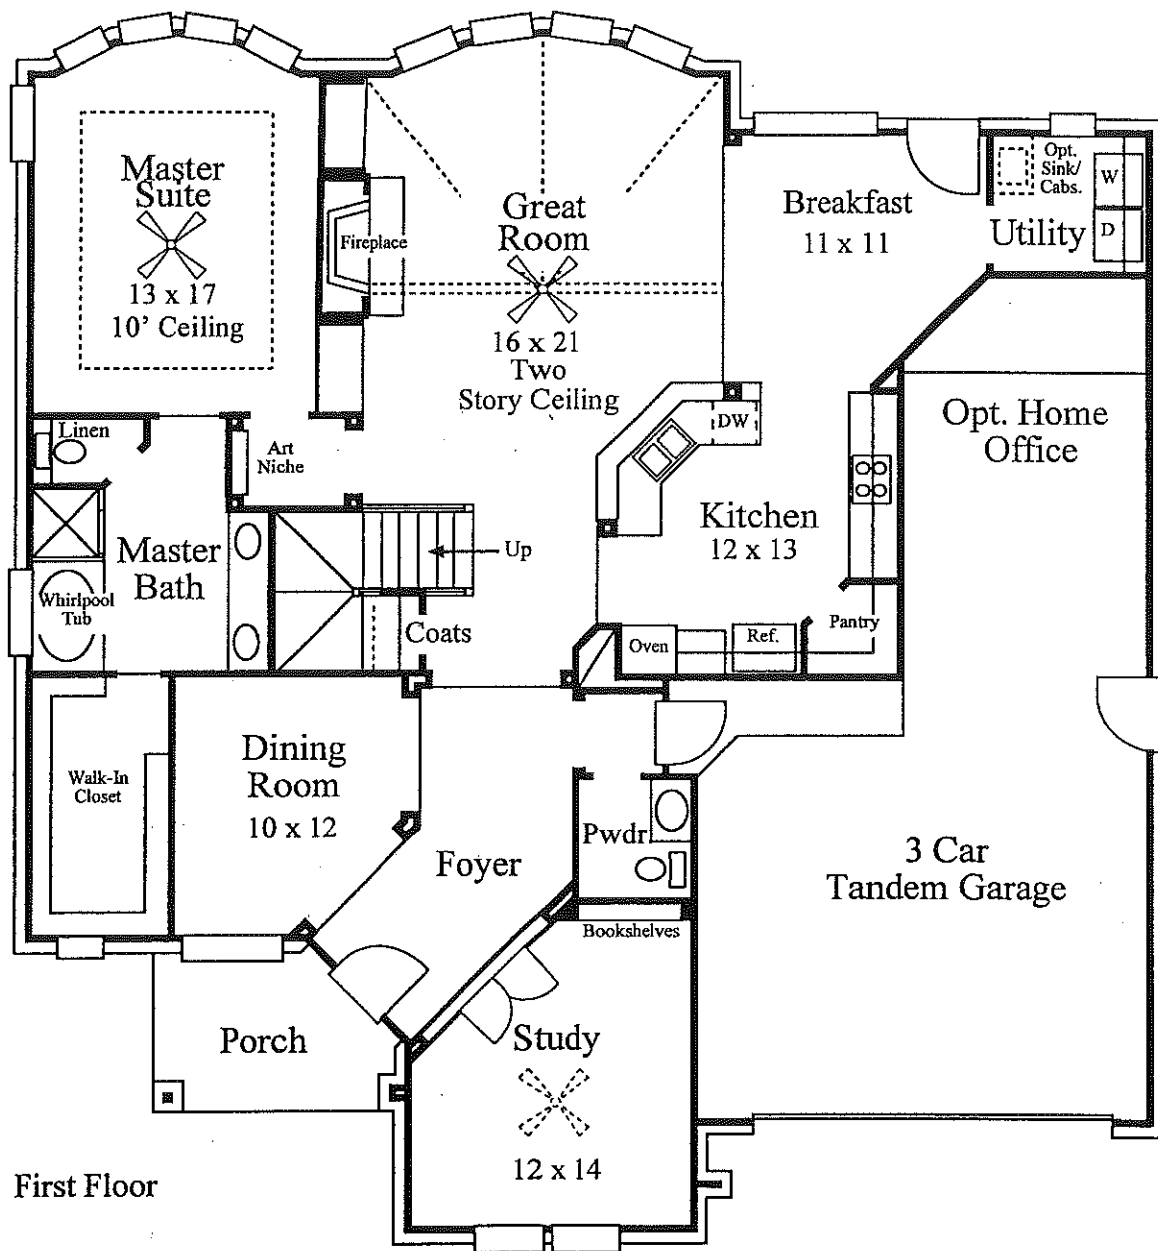 Master
Suite
13 x 17
10' Ceiling
Fireplace
Great
Room
16 x 21
Two
Story Ceiling
Breakfast
11 x 11
Opt.
Sink/
Cabs.
W
D
Utility
Opt. Home
Office
Linen
Art
Niche
DW
Kitchen
12 x 13
Master
Bath
Whirlpool
Tub
Up
Coats
Oven
Ref.
Pantry
Walk-In
Closet
Dining
Room
10 x 12
Foyer
Pwdr.
3 Car
Tandem Garage
Bookshelves
Porch
Study
12 x 14
First Floor